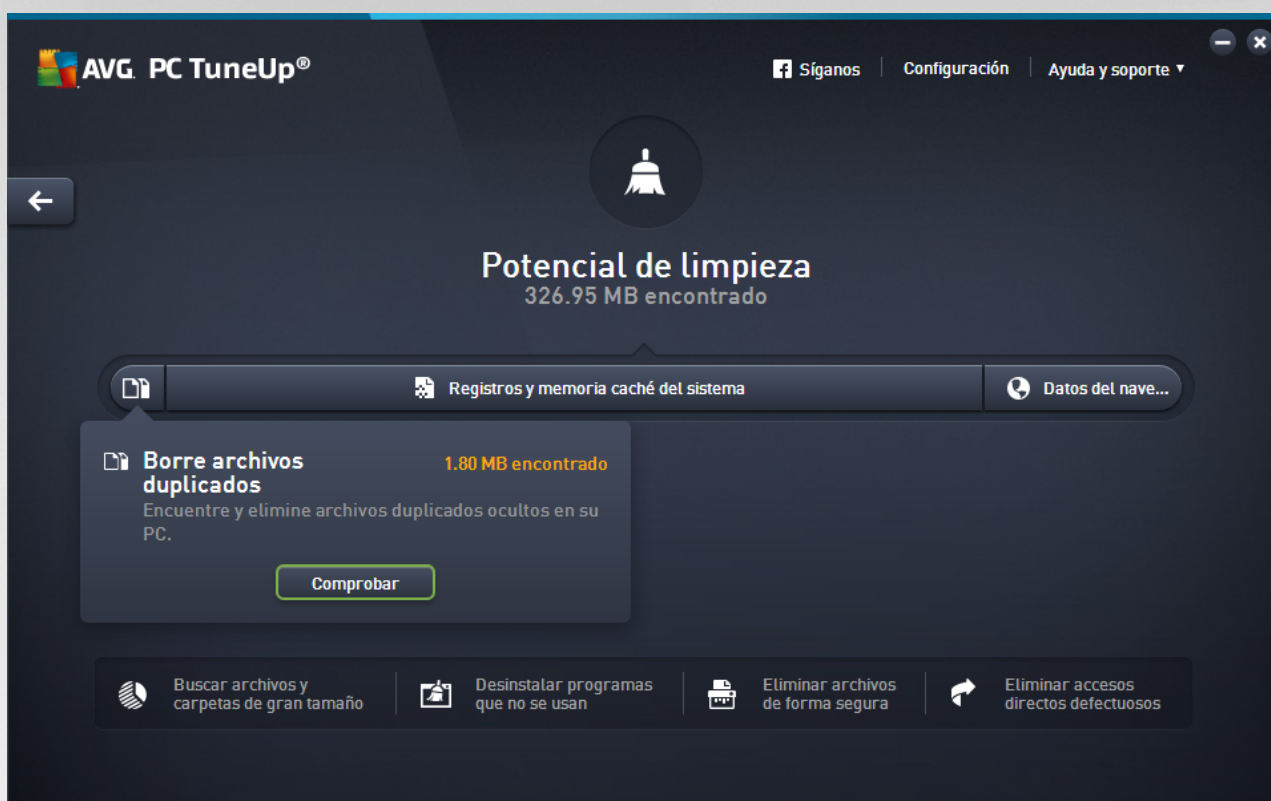 AVG. PC TuneUp®
Síganos
Configuración
Ayuda y soporte
Potencial de limpieza
326.95 MB encontrado
Registros y memoria caché del sistema
Datos del nave...
Borre archivos
duplicados
1.80 MB encontrado
Encuentre y elimine archivos duplicados ocultos en su
PC.
Comprobar
Buscar archivos y
carpetas de gran tamaño
Desinstalar programas
que no se usan
Eliminar archivos
de forma segura
Eliminar accesos
directos defectuosos